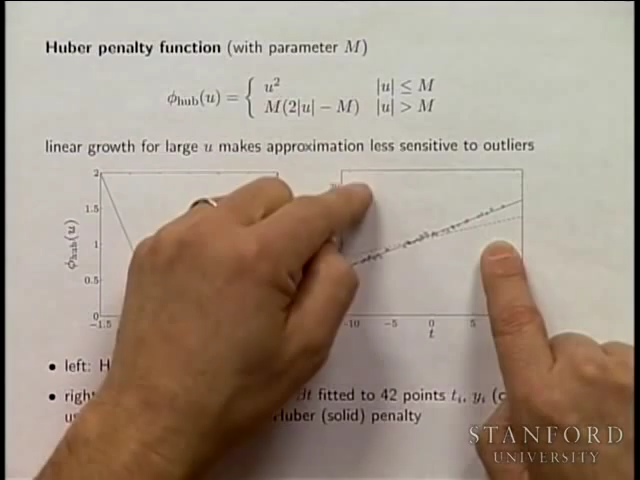 Huber penalty function (with parameter M)
ϕhub(u) = { u² |u| ≤ M
M(2|u| − M) |u| > M
linear growth for large u makes approximation less sensitive to outliers
2
1.5
1
0.5
0
ϕhub(u)
−1.5
−10 −5 0 5
t
• left: H
• right βt fitted to 42 points tᵢ, yᵢ (c
us Huber (solid) penalty
STANFORD
UNIVERSITY